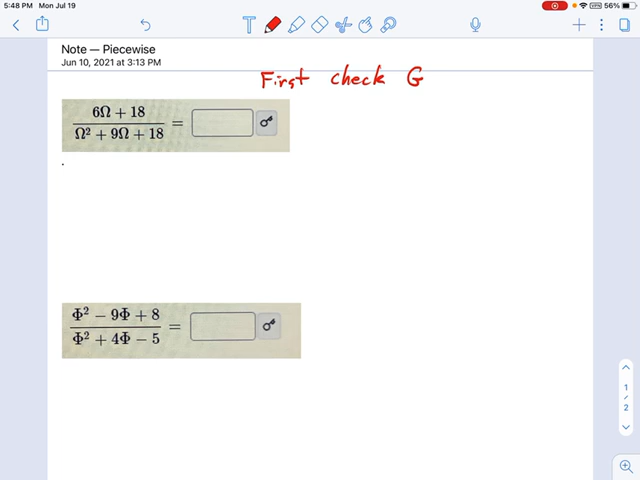 5:48 PM Mon Jul 19
56%
T
Note — Piecewise
Jun 10, 2021 at 3:13 PM
First check G
6Ω + 18
Ω² + 9Ω + 18 =
Φ² − 9Φ + 8
Φ² + 4Φ − 5 =
1
/
2